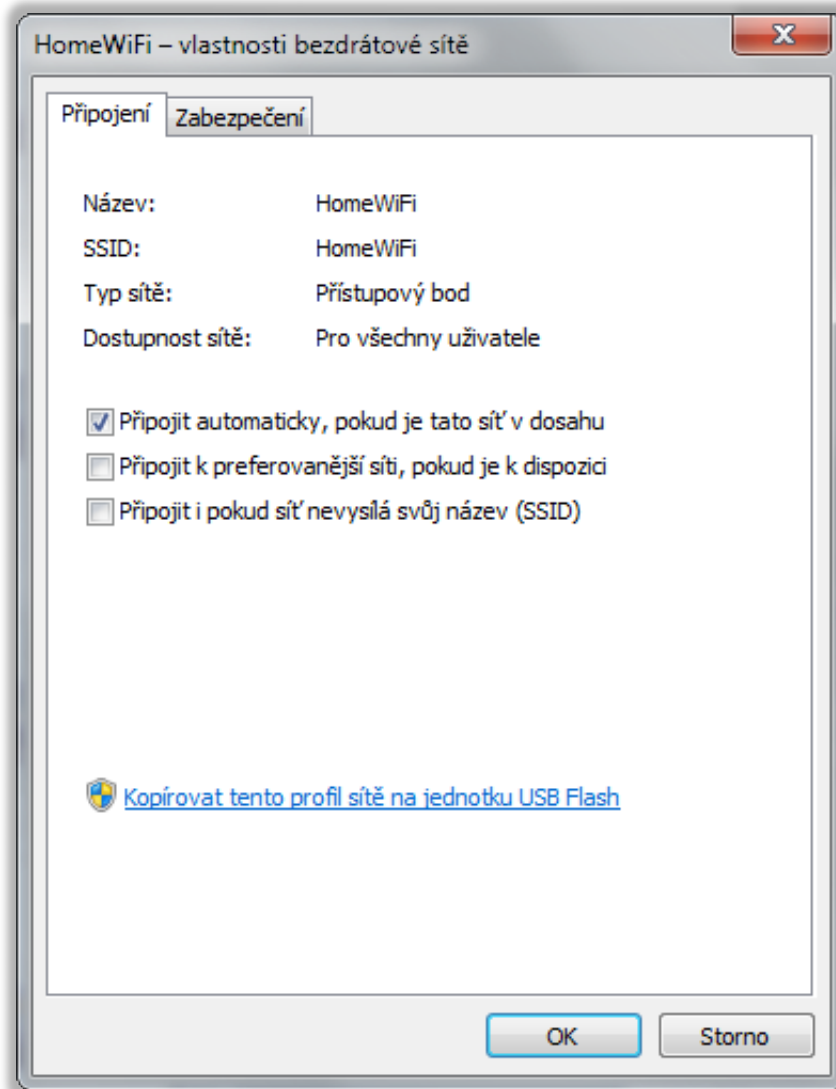 HomeWiFi – vlastnosti bezdrátové sítě
Připojení Zabezpečení
Název: HomeWiFi
SSID: HomeWiFi
Typ sítě: Přístupový bod
Dostupnost sítě: Pro všechny uživatele
Připojit automaticky, pokud je tato síť v dosahu
Připojit k preferovanější síti, pokud je k dispozici
Připojit i pokud síť nevysílá svůj název (SSID)
Kopírovat tento profil sítě na jednotku USB Flash
OK Storno